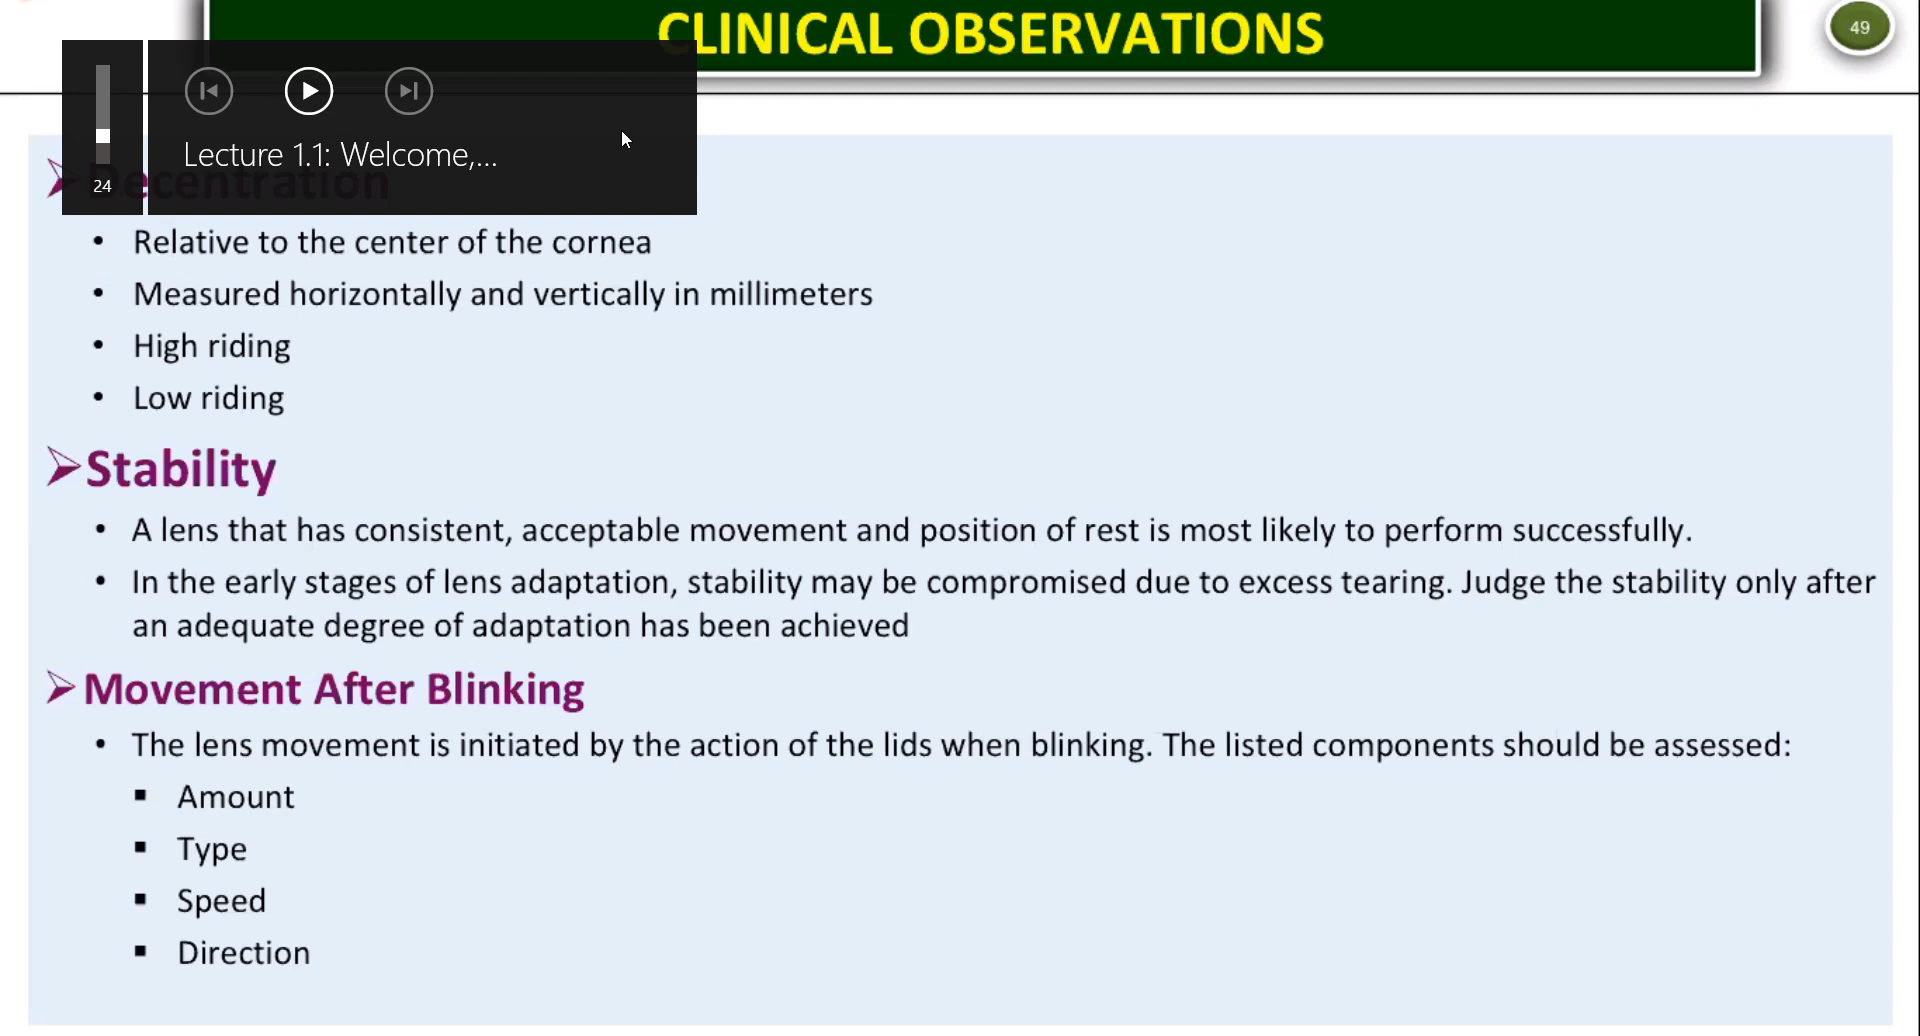 CLINICAL OBSERVATIONS
49
24
Lecture 1.1: Welcome,...
Decentration
• Relative to the center of the cornea
• Measured horizontally and vertically in millimeters
• High riding
• Low riding
Stability
• A lens that has consistent, acceptable movement and position of rest is most likely to perform successfully.
• In the early stages of lens adaptation, stability may be compromised due to excess tearing. Judge the stability only after
an adequate degree of adaptation has been achieved
Movement After Blinking
• The lens movement is initiated by the action of the lids when blinking. The listed components should be assessed:
▪ Amount
▪ Type
▪ Speed
▪ Direction